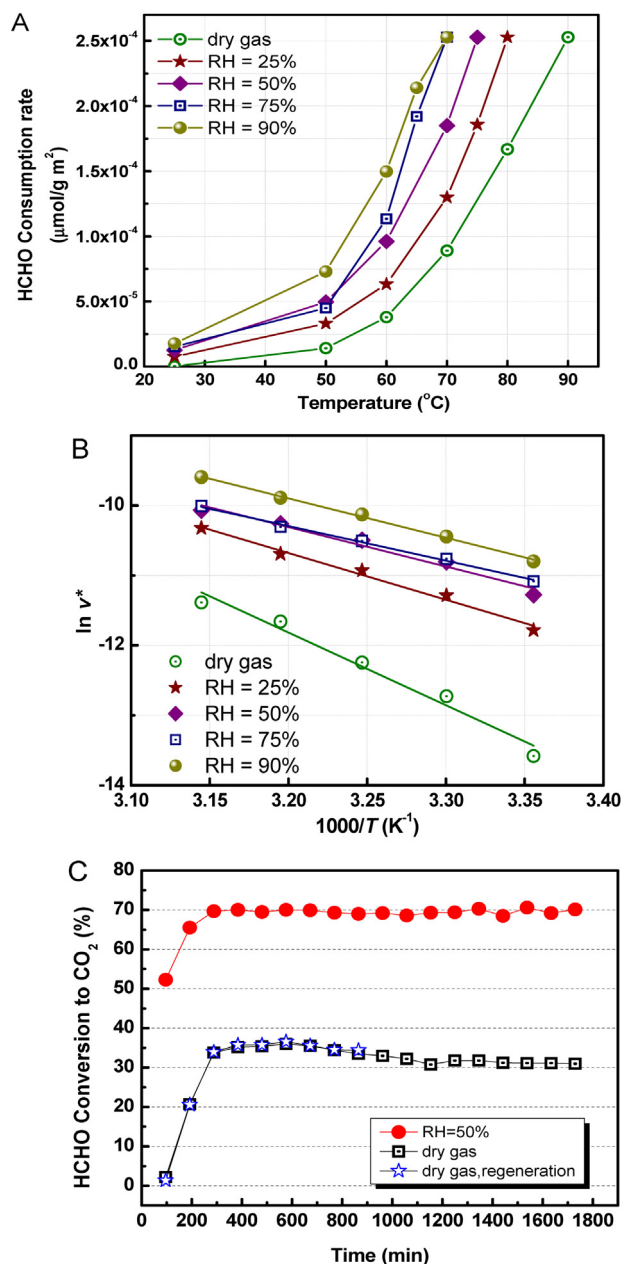 A
HCHO Consumption rate
(μmol/g m²)
2.5x10⁻⁴
2.0x10⁻⁴
1.5x10⁻⁴
1.0x10⁻⁴
5.0x10⁻⁵
0.0
dry gas
RH = 25%
RH = 50%
RH = 75%
RH = 90%
20 30 40 50 60 70 80 90
Temperature (°C)
B
ln v*
-10
-12
-14
dry gas
RH = 25%
RH = 50%
RH = 75%
RH = 90%
3.10 3.15 3.20 3.25 3.30 3.35 3.40
1000/T (K⁻¹)
C
HCHO Conversion to CO₂ (%)
80
70
60
50
40
30
20
10
0
RH=50%
dry gas
dry gas,regeneration
0 200 400 600 800 1000 1200 1400 1600 1800
Time (min)